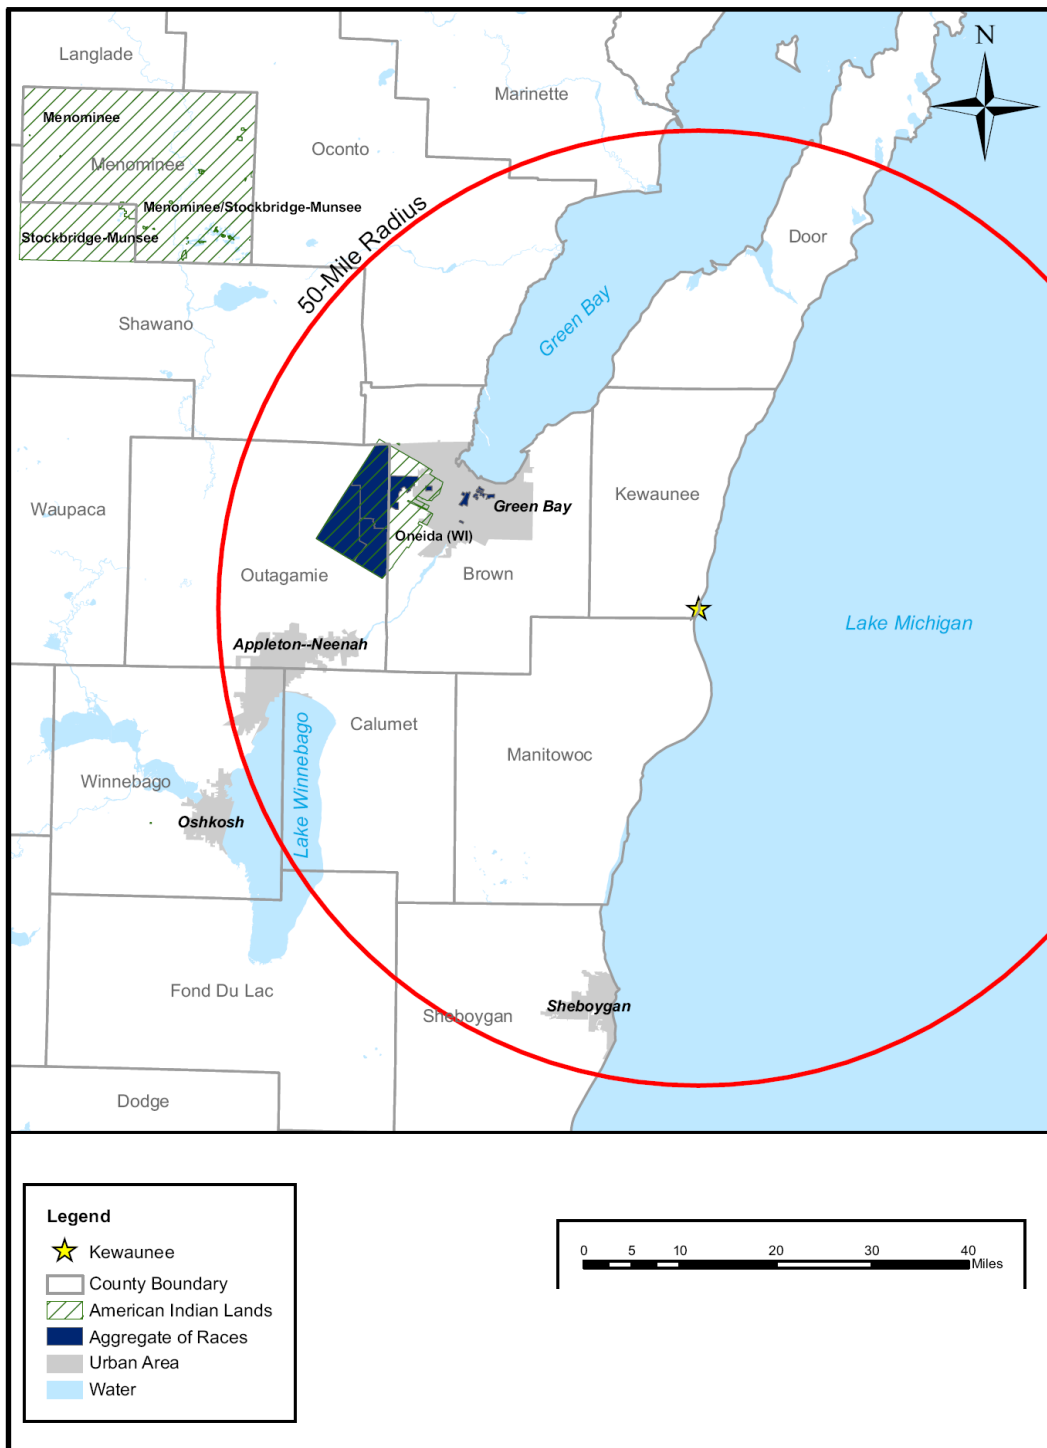 N
Langlade
Marinette
Menominee
Oconto
Menominee
Menominee/Stockbridge-Munsee
Stockbridge-Munsee
Door
50-Mile Radius
Green Bay
Shawano
Kewaunee
Green Bay
Waupaca
Oneida (WI)
Brown
Outagamie
Lake Michigan
Appleton--Neenah
Calumet
Manitowoc
Lake Winnebago
Winnebago
Oshkosh
Fond Du Lac
Sheboygan
Sheboygan
Dodge
Legend
Kewaunee
County Boundary
American Indian Lands
Aggregate of Races
Urban Area
Water
0 5 10 20 30 40
Miles